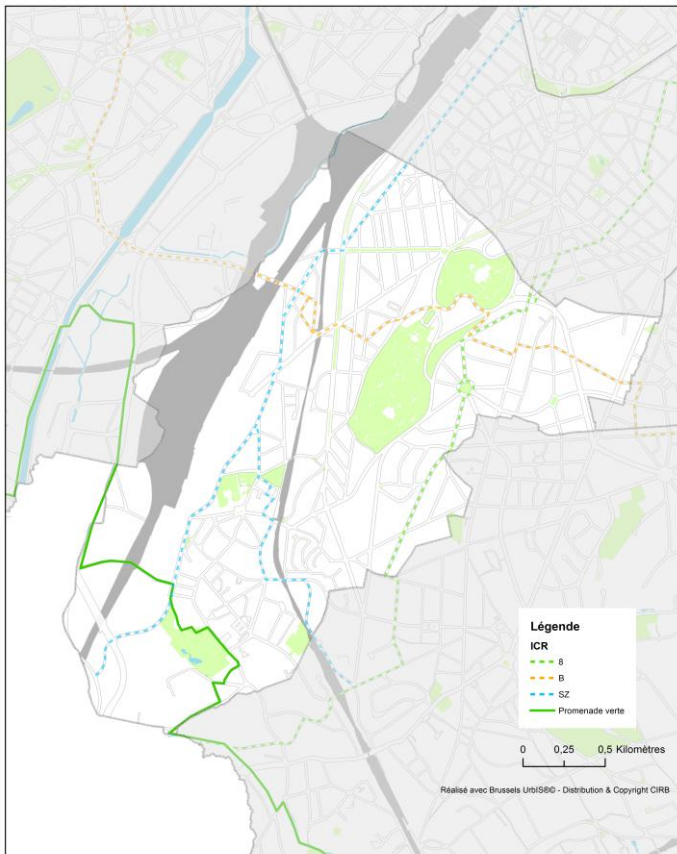 Légende
ICR
8
B
SZ
Promenade verte
0 0,25 0,5 Kilomètres
Réalisé avec Brussels UrbIS®© - Distribution & Copyright CIRB